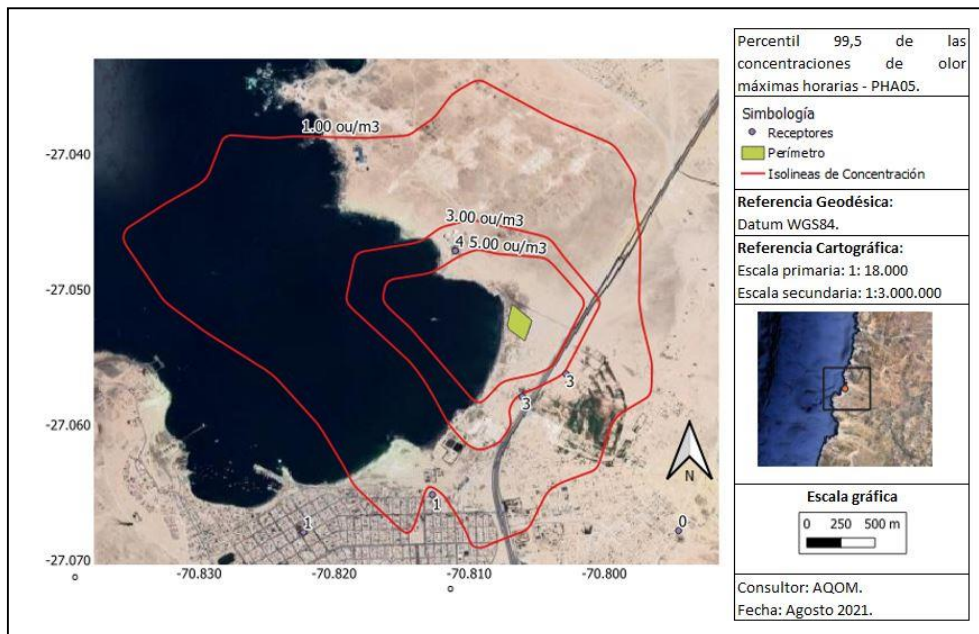 Percentil 99,5 de las
concentraciones de olor
máximas horarias - PHA05.
Simbología
Receptores
Perímetro
Isolineas de Concentración
Referencia Geodésica:
Datum WGS84.
Referencia Cartográfica:
Escala primaria: 1: 18.000
Escala secundaria: 1:3.000.000
Escala gráfica
0 250 500 m
Consultor: AQOM.
Fecha: Agosto 2021.
-27.040
-27.050
-27.060
-27.070
1.00 ou/m3
3.00 ou/m3
4 5.00 ou/m3
3
3
1
1
0
N
-70.830 -70.820 -70.810 -70.800
o o